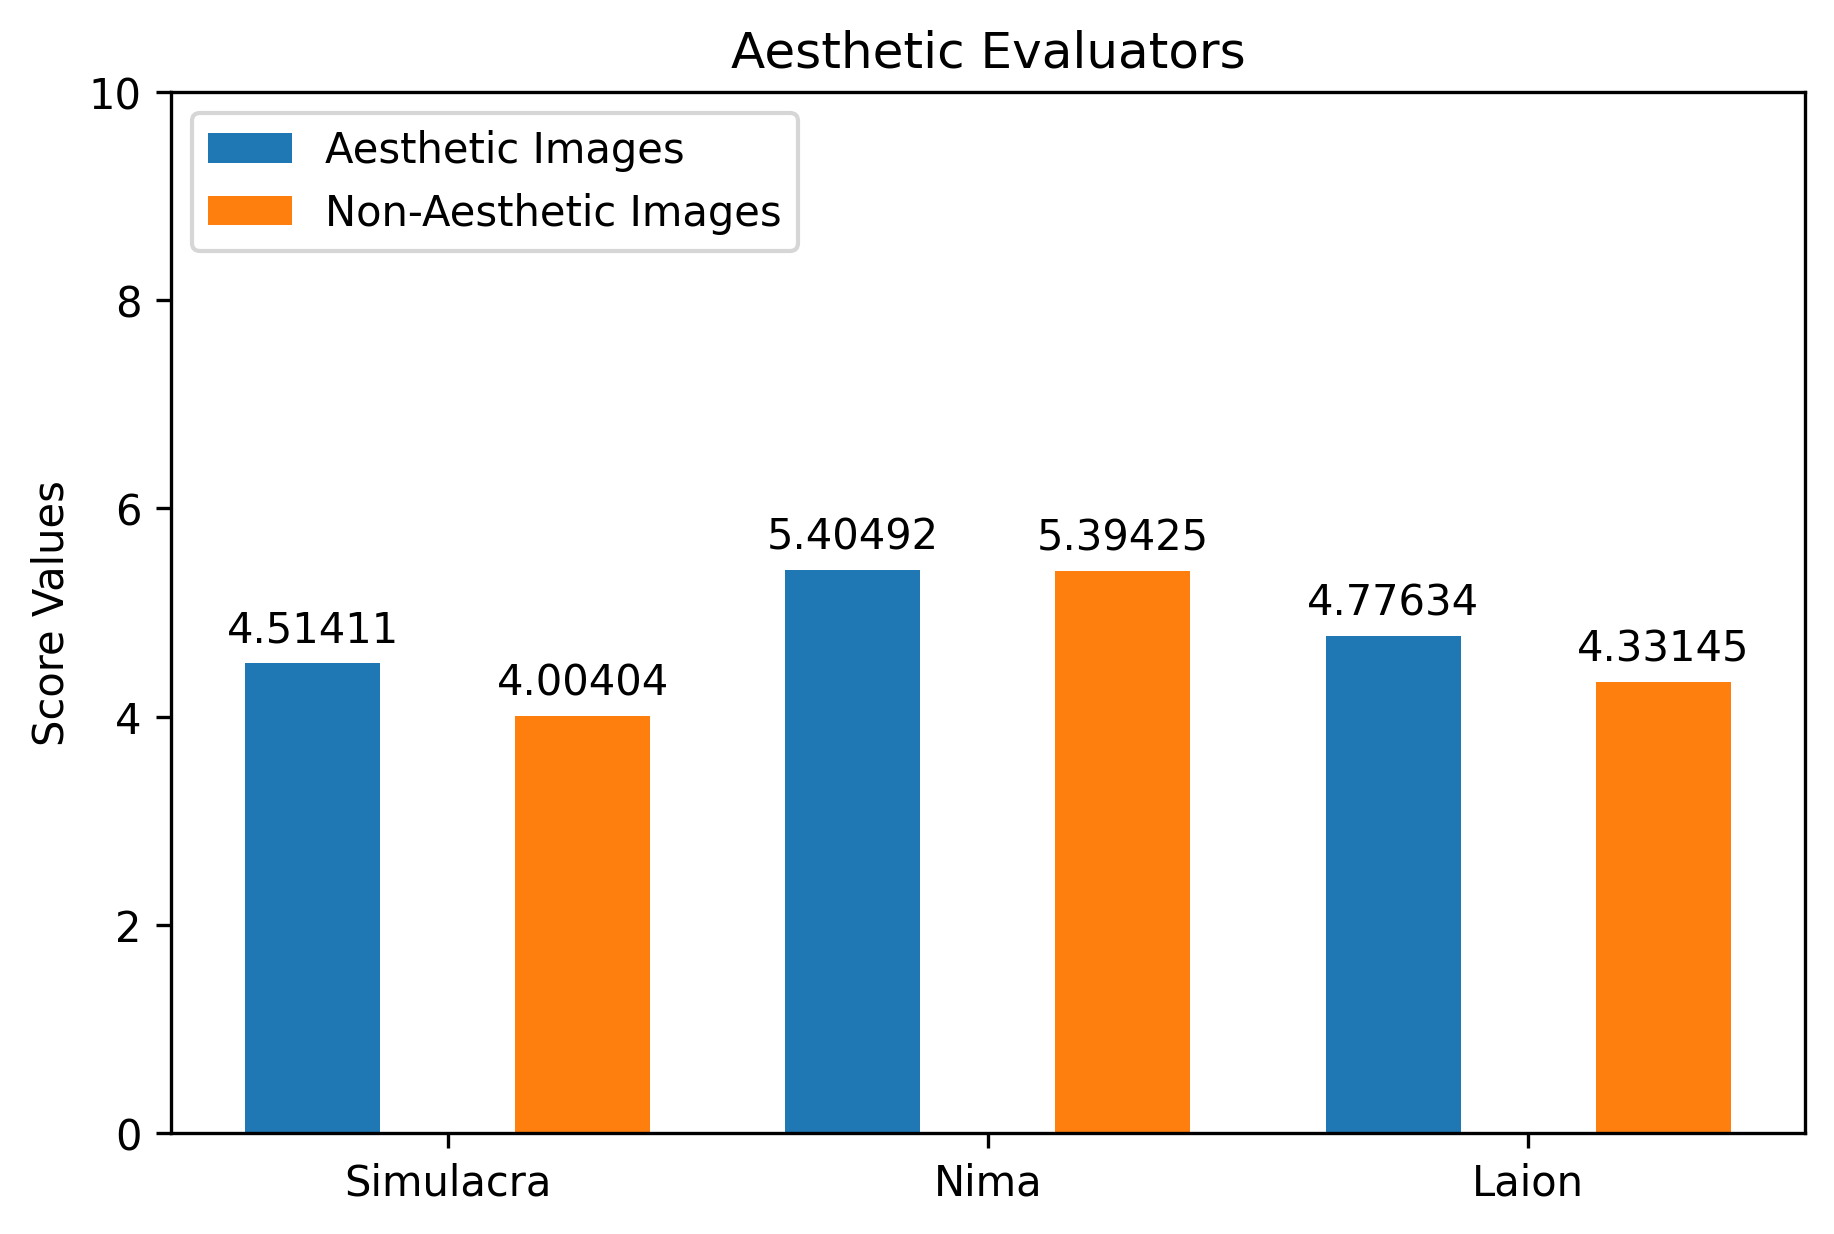 Aesthetic Evaluators
10
8
6
4
2
0
Score Values
Aesthetic Images
Non-Aesthetic Images
4.51411
4.00404
5.40492
5.39425
4.77634
4.33145
Simulacra
Nima
Laion